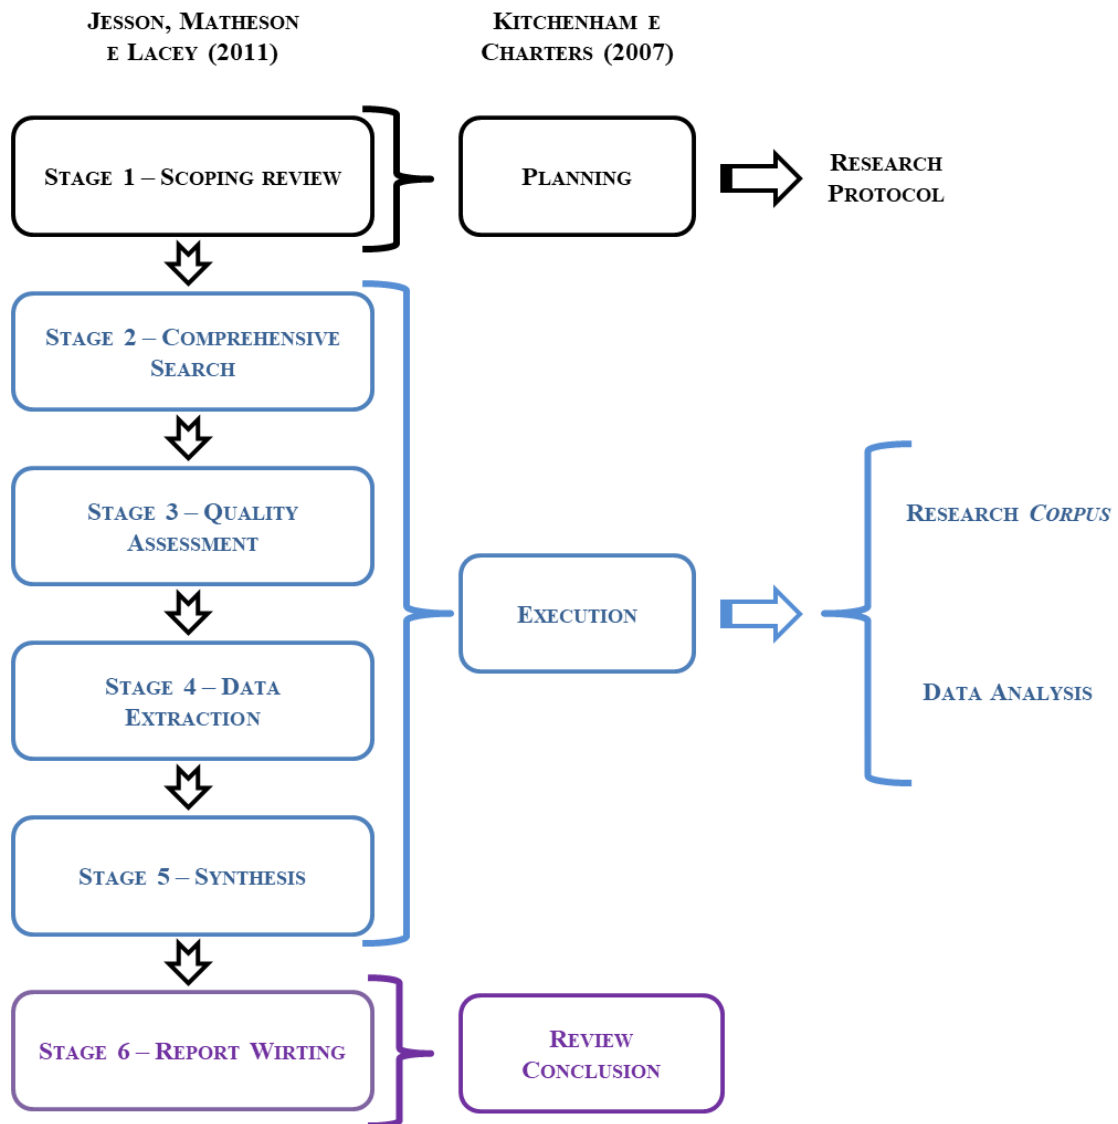 Jesson, Matheson
e Lacey (2011)
Kitchenham e
Charters (2007)
Stage 1 – Scoping review
Planning
Research
Protocol
Stage 2 – Comprehensive
Search
Stage 3 – Quality
Assessment
Research Corpus
Execution
Stage 4 – Data
Extraction
Data Analysis
Stage 5 – Synthesis
Stage 6 – Report Wirting
Review
Conclusion